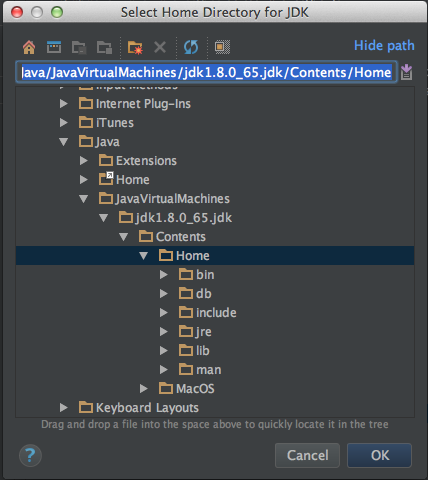 Select Home Directory for JDK
Hide path
Java/JavaVirtualMachines/jdk1.8.0_65.jdk/Contents/Home
Input Methods
Internet Plug-Ins
iTunes
Java
Extensions
Home
JavaVirtualMachines
jdk1.8.0_65.jdk
Contents
Home
bin
db
include
jre
lib
man
MacOS
Keyboard Layouts
Drag and drop a file into the space above to quickly locate it in the tree
?
Cancel
OK